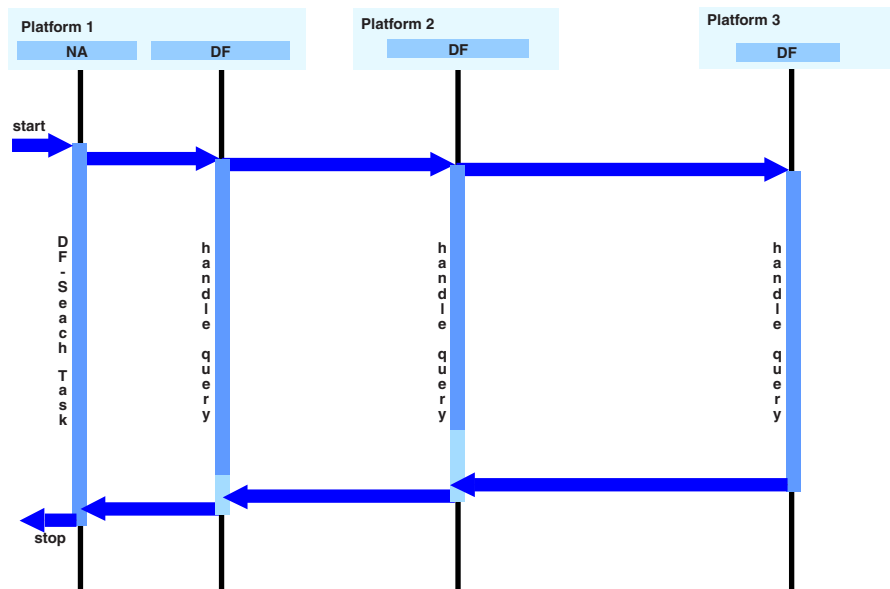 Platform 1
NA
DF
Platform 2
DF
Platform 3
DF
start
DF-Seach Task
handle query
handle query
handle query
stop